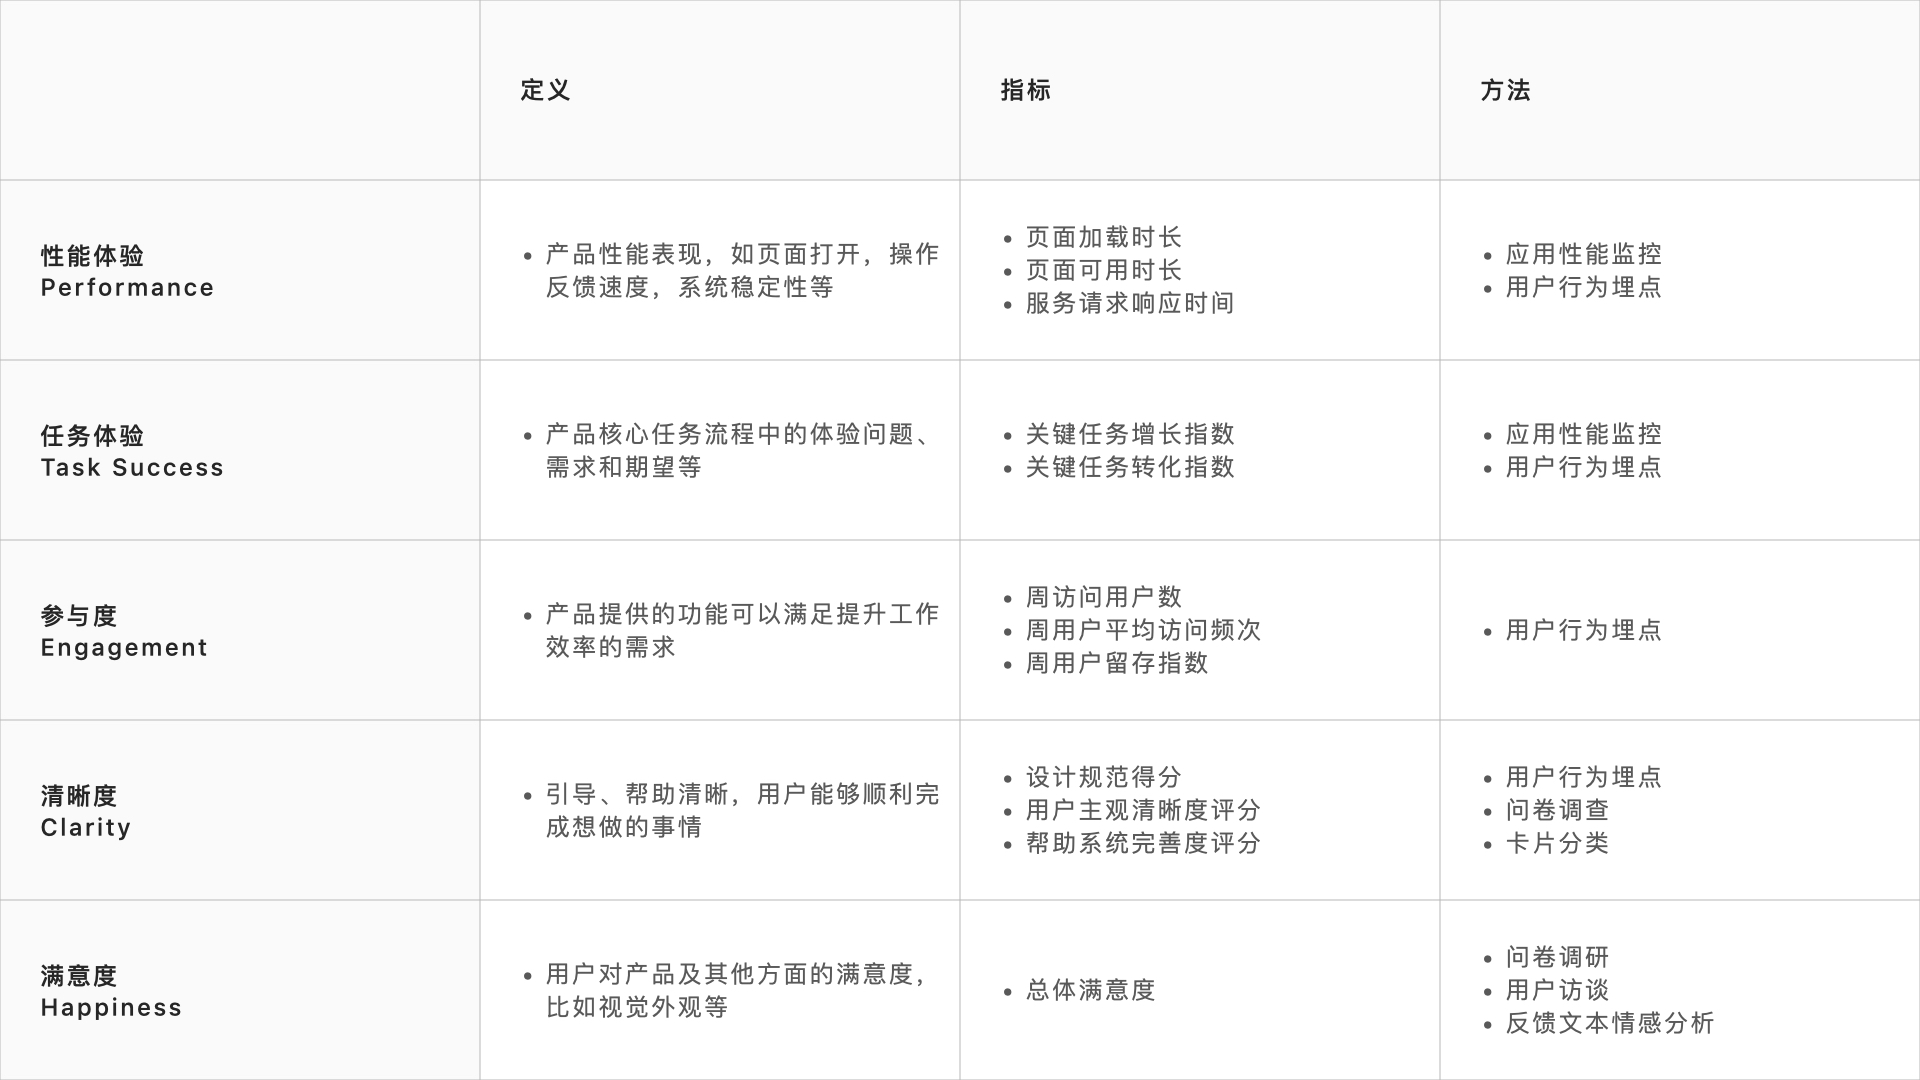 定义
指标
方法
性能体验
Performance
• 产品性能表现，如页面打开，操作
反馈速度，系统稳定性等
• 页面加载时长
• 页面可用时长
• 服务请求响应时间
• 应用性能监控
• 用户行为埋点
任务体验
Task Success
• 产品核心任务流程中的体验问题、
需求和期望等
• 关键任务增长指数
• 关键任务转化指数
• 应用性能监控
• 用户行为埋点
参与度
Engagement
• 产品提供的功能可以满足提升工作
效率的需求
• 周访问用户数
• 周用户平均访问频次
• 周用户留存指数
• 用户行为埋点
清晰度
Clarity
• 引导、帮助清晰，用户能够顺利完
成想做的事情
• 设计规范得分
• 用户主观清晰度评分
• 帮助系统完善度评分
• 用户行为埋点
• 问卷调查
• 卡片分类
满意度
Happiness
• 用户对产品及其他方面的满意度，
比如视觉外观等
• 总体满意度
• 问卷调研
• 用户访谈
• 反馈文本情感分析